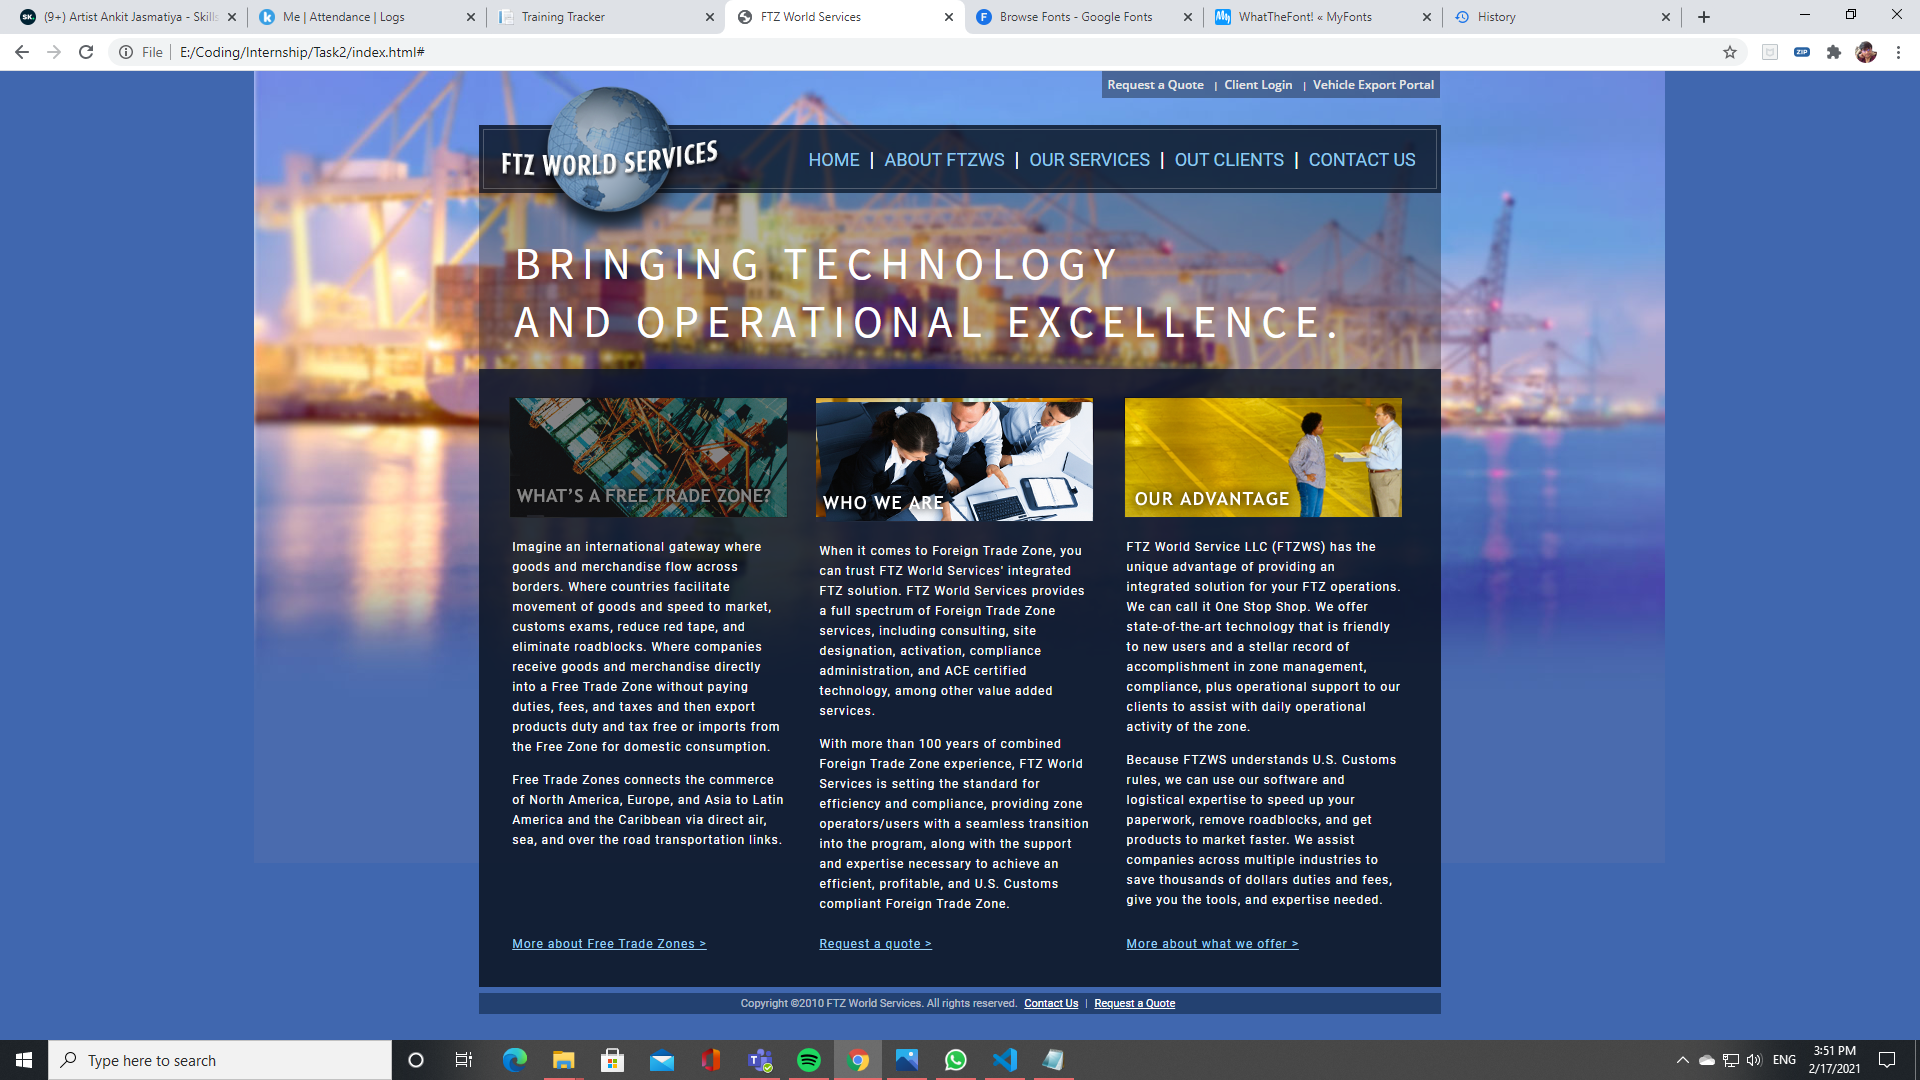 (9+) Artist Ankit Jasmatiya - Skills
Me | Attendance | Logs
Training Tracker
FTZ World Services
Browse Fonts - Google Fonts
WhatTheFont! « MyFonts
History
File
E:/Coding/Internship/Task2/index.html#
Request a Quote | Client Login | Vehicle Export Portal
FTZ WORLD SERVICES
HOME | ABOUT FTZWS | OUR SERVICES | OUT CLIENTS | CONTACT US
BRINGING TECHNOLOGY
AND OPERATIONAL EXCELLENCE.
WHAT'S A FREE TRADE ZONE?
Imagine an international gateway where
goods and merchandise flow across
borders. Where countries facilitate
movement of goods and speed to market,
customs exams, reduce red tape, and
eliminate roadblocks. Where companies
receive goods and merchandise directly
into a Free Trade Zone without paying
duties, fees, and taxes and then export
products duty and tax free or imports from
the Free Zone for domestic consumption.
Free Trade Zones connects the commerce
of North America, Europe, and Asia to Latin
America and the Caribbean via direct air,
sea, and over the road transportation links.
More about Free Trade Zones >
WHO WE ARE
When it comes to Foreign Trade Zone, you
can trust FTZ World Services' integrated
FTZ solution. FTZ World Services provides
a full spectrum of Foreign Trade Zone
services, including consulting, site
designation, activation, compliance
administration, and ACE certified
technology, among other value added
services.
With more than 100 years of combined
Foreign Trade Zone experience, FTZ World
Services is setting the standard for
efficiency and compliance, providing zone
operators/users with a seamless transition
into the program, along with the support
and expertise necessary to achieve an
efficient, profitable, and U.S. Customs
compliant Foreign Trade Zone.
Request a quote >
OUR ADVANTAGE
FTZ World Service LLC (FTZWS) has the
unique advantage of providing an
integrated solution for your FTZ operations.
We can call it One Stop Shop. We offer
state-of-the-art technology that is friendly
to new users and a stellar record of
accomplishment in zone management,
compliance, plus operational support to our
clients to assist with daily operational
activity of the zone.
Because FTZWS understands U.S. Customs
rules, we can use our software and
logistical expertise to speed up your
paperwork, remove roadblocks, and get
products to market faster. We assist
companies across multiple industries to
save thousands of dollars duties and fees,
give you the tools, and expertise needed.
More about what we offer >
Copyright ©2010 FTZ World Services. All rights reserved. Contact Us | Request a Quote
Type here to search
ENG
3:51 PM
2/17/2021